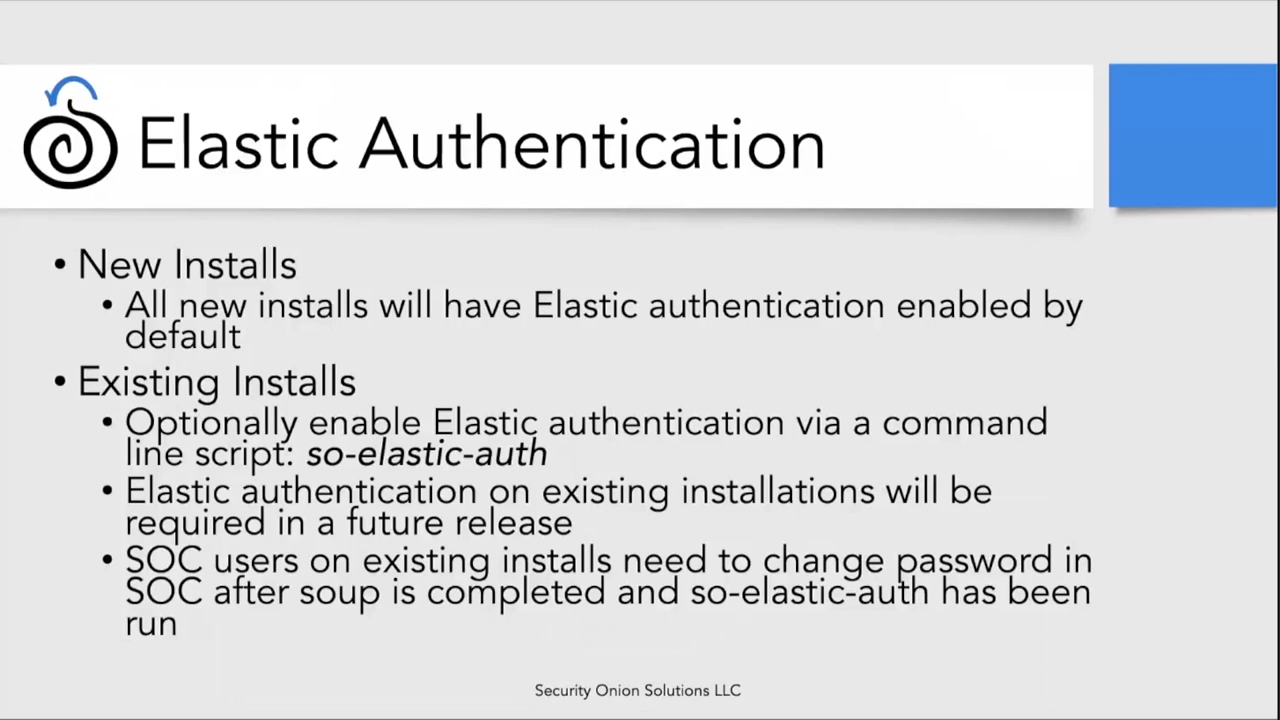 Elastic Authentication
• New Installs
• All new installs will have Elastic authentication enabled by
default
• Existing Installs
• Optionally enable Elastic authentication via a command
line script: so-elastic-auth
• Elastic authentication on existing installations will be
required in a future release
• SOC users on existing installs need to change password in
SOC after soup is completed and so-elastic-auth has been
run
Security Onion Solutions LLC